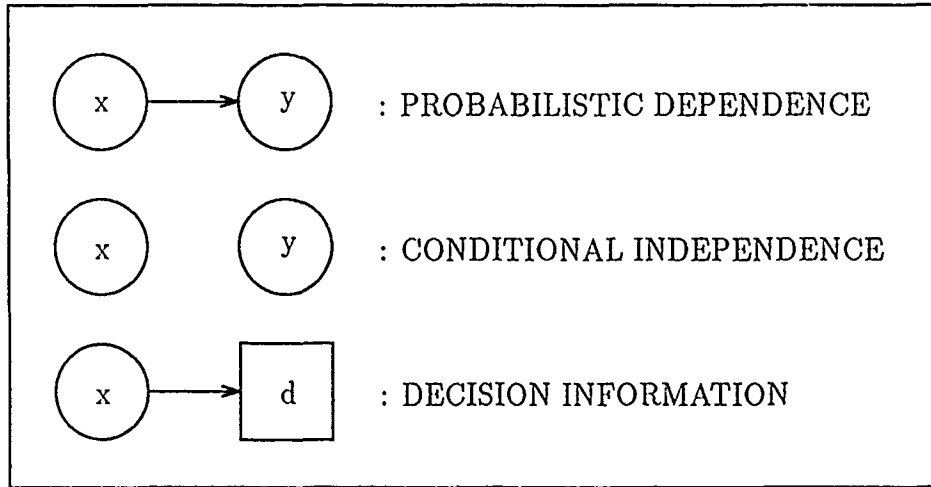 x y : PROBABILISTIC DEPENDENCE
x y : CONDITIONAL INDEPENDENCE
x d : DECISION INFORMATION